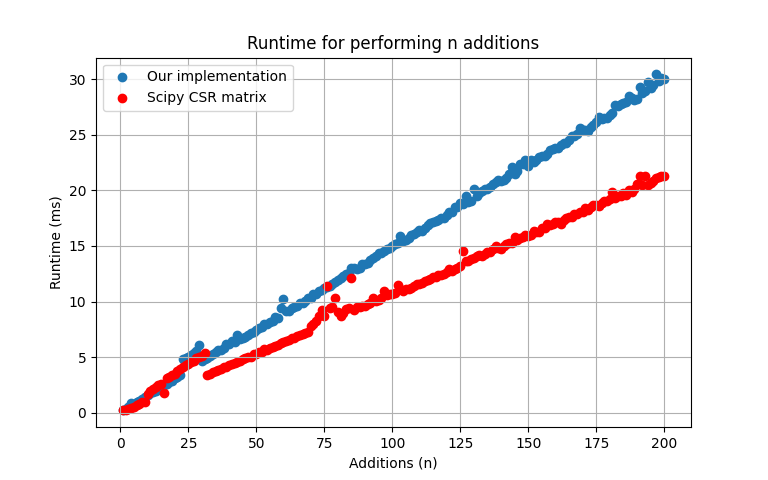 Runtime for performing n additions
Our implementation
Scipy CSR matrix
Runtime (ms)
30
25
20
15
10
5
0
0 25 50 75 100 125 150 175 200
Additions (n)